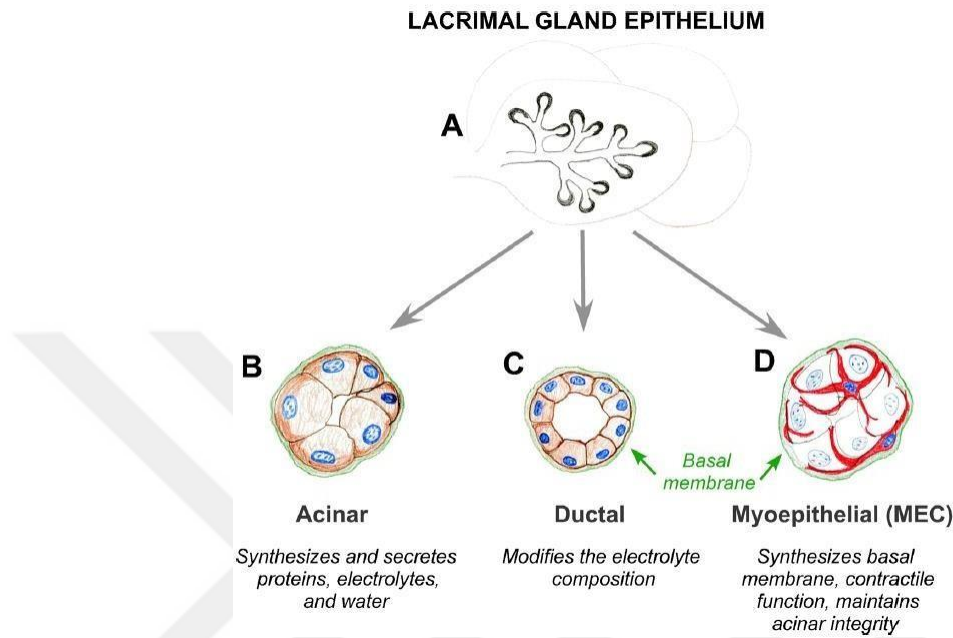 LACRIMAL GLAND EPITHELIUM
A
B
C
D
Basal
membrane
Acinar
Ductal
Myoepithelial (MEC)
Synthesizes and secretes
proteins, electrolytes,
and water
Modifies the electrolyte
composition
Synthesizes basal
membrane, contractile
function, maintains
acinar integrity